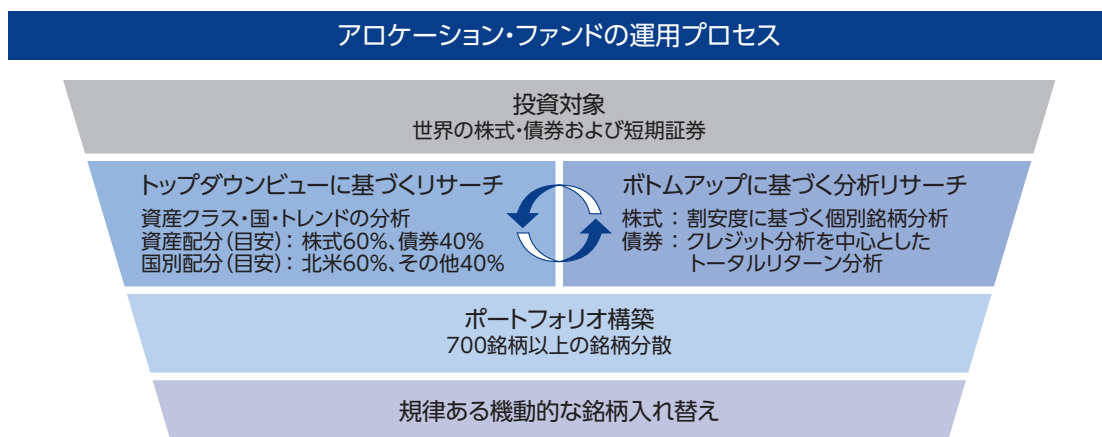 アロケーション・ファンドの運用プロセス
投資対象
世界の株式・債券および短期証券
トップダウンビューに基づくリサーチ
資産クラス・国・トレンドの分析
資産配分(目安)：株式60%、債券40%
国別配分(目安)：北米60%、その他40%
ボトムアップに基づく分析リサーチ
株式：割安度に基づく個別銘柄分析
債券：クレジット分析を中心とした
トータルリターン分析
ポートフォリオ構築
700銘柄以上の銘柄分散
規律ある機動的な銘柄入れ替え